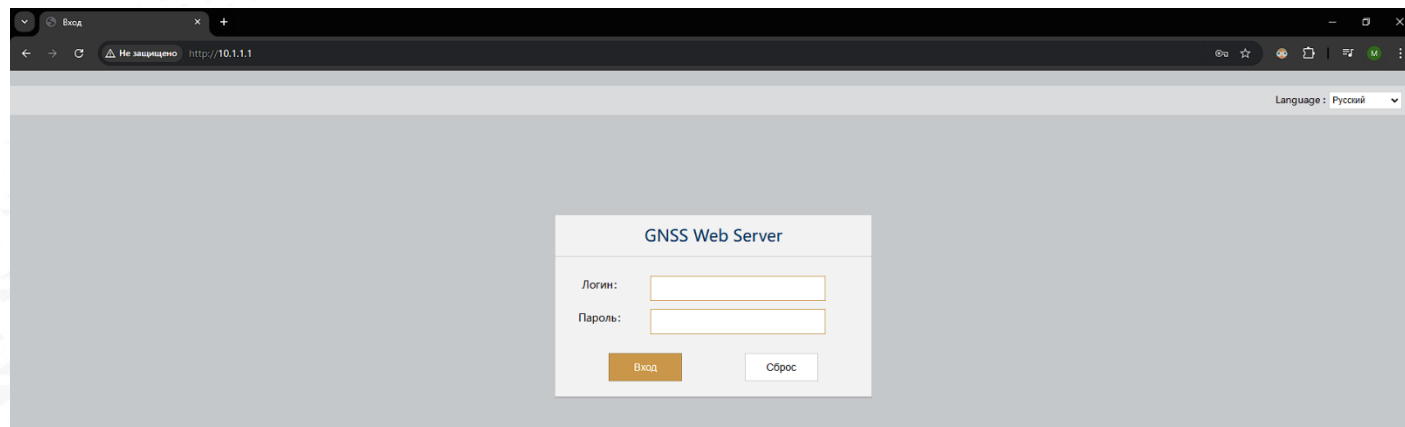 Вход
Не защищено http://10.1.1.1
M
Language : Русский
GNSS Web Server
Логин:
Пароль:
Вход Сброс